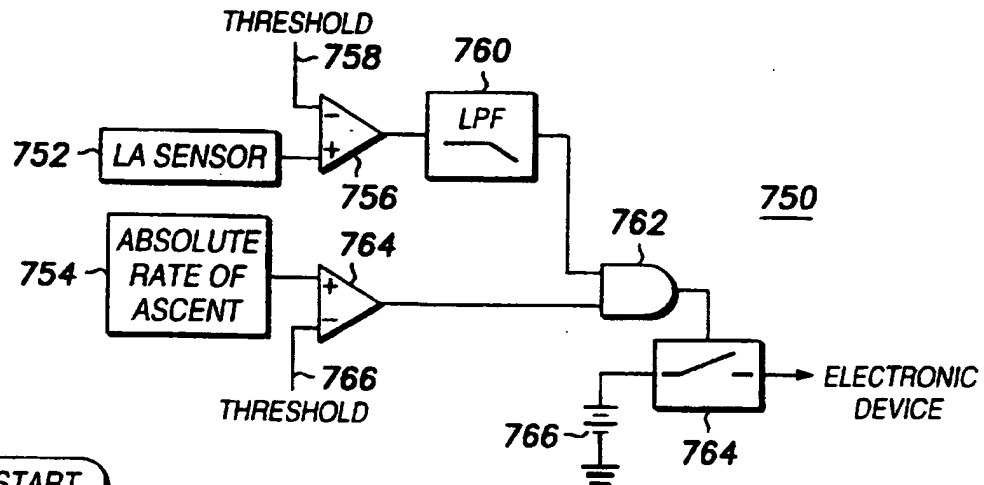 THRESHOLD
758
760
LPF
752
LA SENSOR
−
+
756
750
762
ABSOLUTE
RATE OF
ASCENT
754
764
+
−
766
THRESHOLD
ELECTRONIC
DEVICE
766
764
START